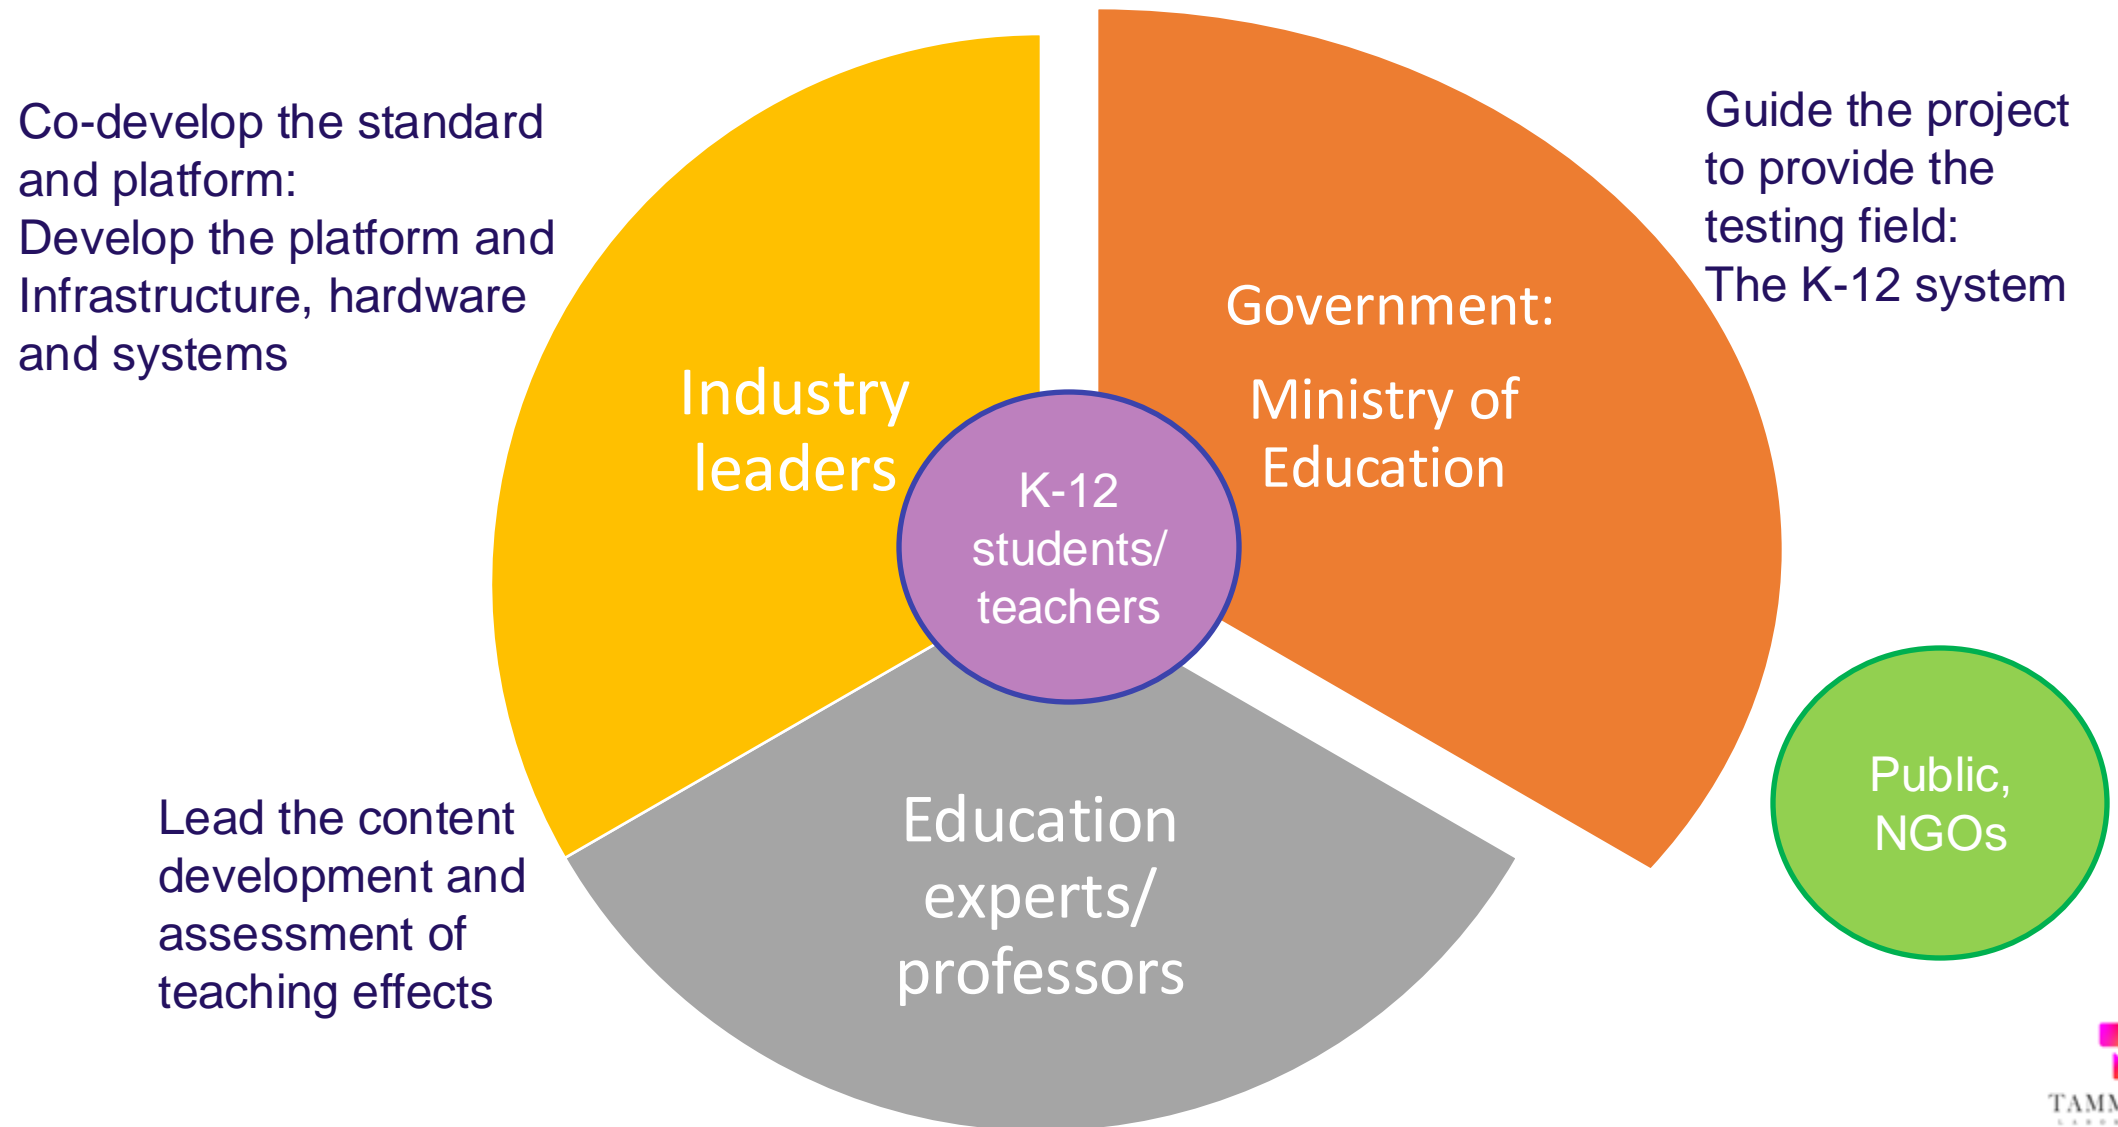 Co-develop the standard
and platform:
Develop the platform and
Infrastructure, hardware
and systems
Guide the project
to provide the
testing field:
The K-12 system
Government:
Ministry of
Education
Industry
leaders
K-12
students/
teachers
Public,
NGOs
Lead the content
development and
assessment of
teaching effects
Education
experts/
professors